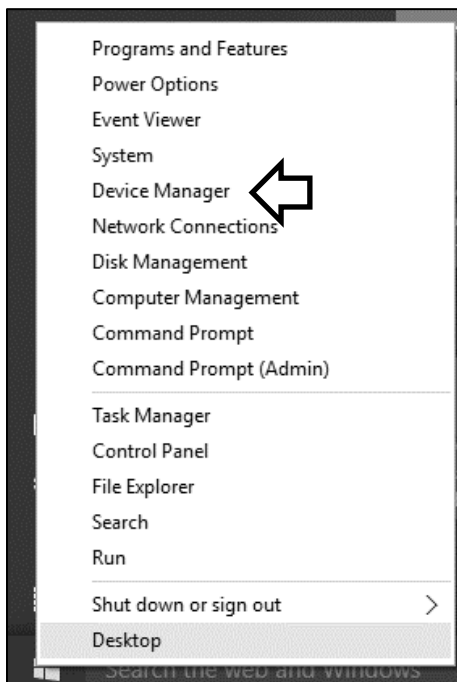 Programs and Features
Power Options
Event Viewer
System
Device Manager
Network Connections
Disk Management
Computer Management
Command Prompt
Command Prompt (Admin)
Task Manager
Control Panel
File Explorer
Search
Run
Shut down or sign out
Desktop
Search the web and Windows